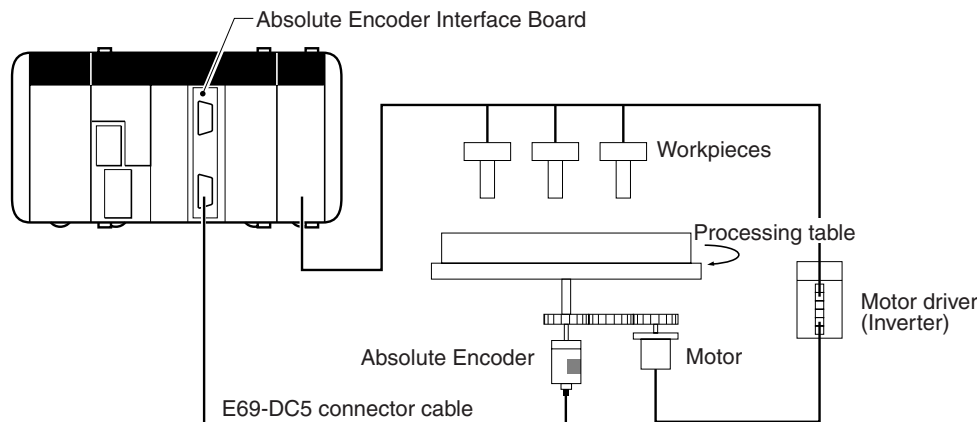 Absolute Encoder Interface Board
Workpieces
Processing table
Motor driver
(Inverter)
Absolute Encoder
Motor
E69-DC5 connector cable